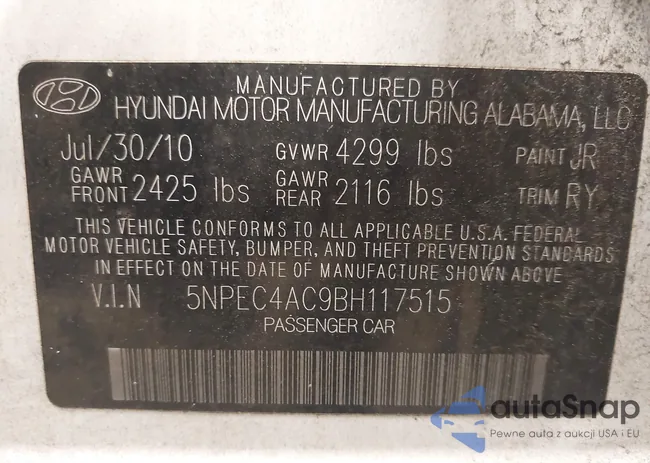 MANUFACTURED BY
HYUNDAI MOTOR MANUFACTURING ALABAMA, LLC
Jul/30/10 GVWR 4299 lbs PAINT JR
GAWR FRONT 2425 lbs GAWR REAR 2116 lbs TRIM RY
THIS VEHICLE CONFORMS TO ALL APPLICABLE U.S.A. FEDERAL
MOTOR VEHICLE SAFETY, BUMPER, AND THEFT PREVENTION STANDARDS
IN EFFECT ON THE DATE OF MANUFACTURE SHOWN ABOVE
V.I.N 5NPEC4AC9BH117515
PASSENGER CAR
autaSnap
Pewne auta z aukcji USA i EU